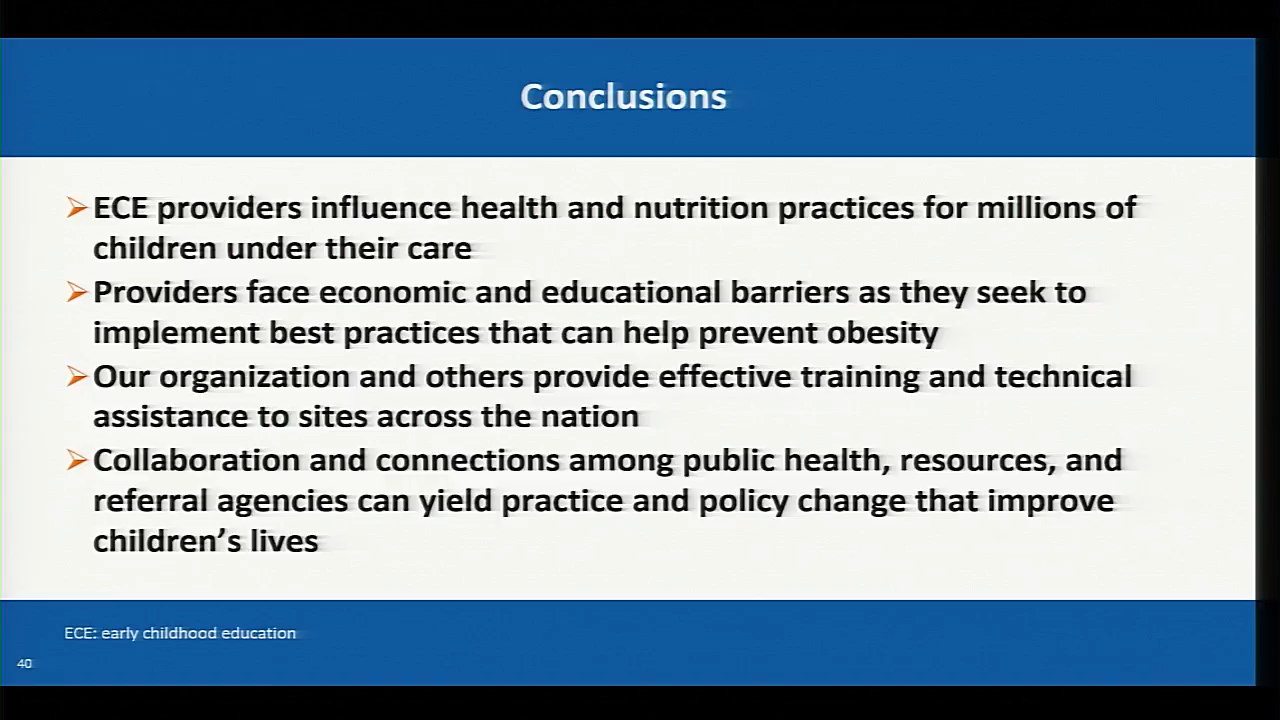 Conclusions
ECE providers influence health and nutrition practices for millions of
children under their care
Providers face economic and educational barriers as they seek to
implement best practices that can help prevent obesity
Our organization and others provide effective training and technical
assistance to sites across the nation
Collaboration and connections among public health, resources, and
referral agencies can yield practice and policy change that improve
children's lives
ECE: early childhood education
40